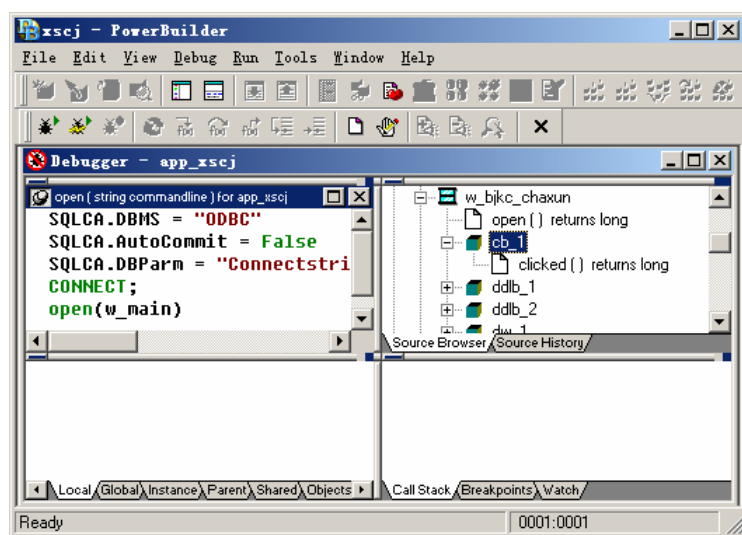 xscj - PowerBuilder
File Edit View Debug Run Tools Window Help
Debugger - app_xscj
open ( string commandline ) for app_xscj
SQLCA.DBMS = "ODBC"
SQLCA.AutoCommit = False
SQLCA.DBParm = "Connectstri
CONNECT;
open(w_main)
w_bjkc_chaxun
open ( ) returns long
cb_1
clicked ( ) returns long
ddlb_1
ddlb_2
dw_1
Source Browser Source History
Local Global Instance Parent Shared Objects
Call Stack Breakpoints Watch
Ready 0001:0001